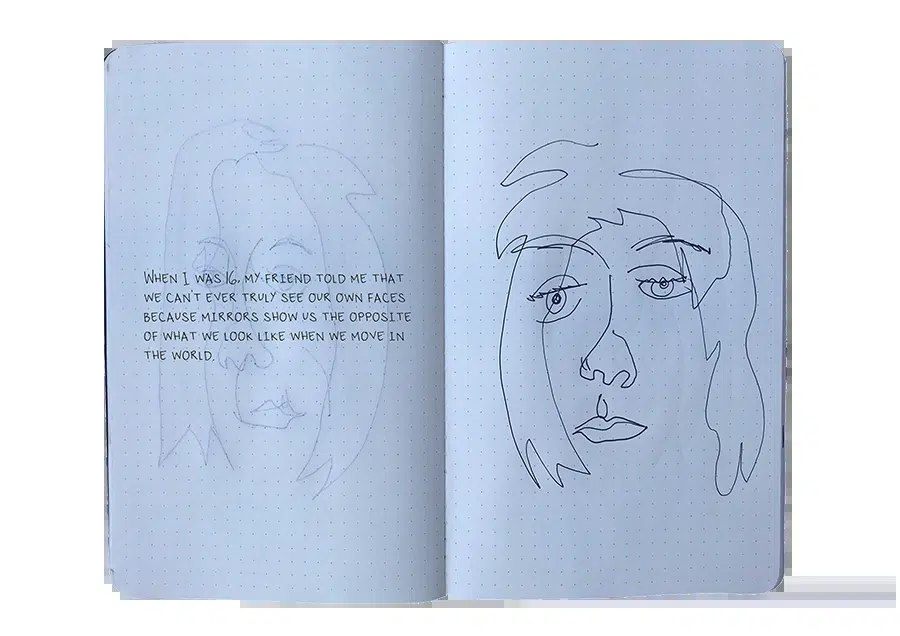 WHEN I WAS 16, MY FRIEND TOLD ME THAT
WE CAN'T EVER TRULY SEE OUR OWN FACES
BECAUSE MIRRORS SHOW US THE OPPOSITE
OF WHAT WE LOOK LIKE WHEN WE MOVE IN
THE WORLD.